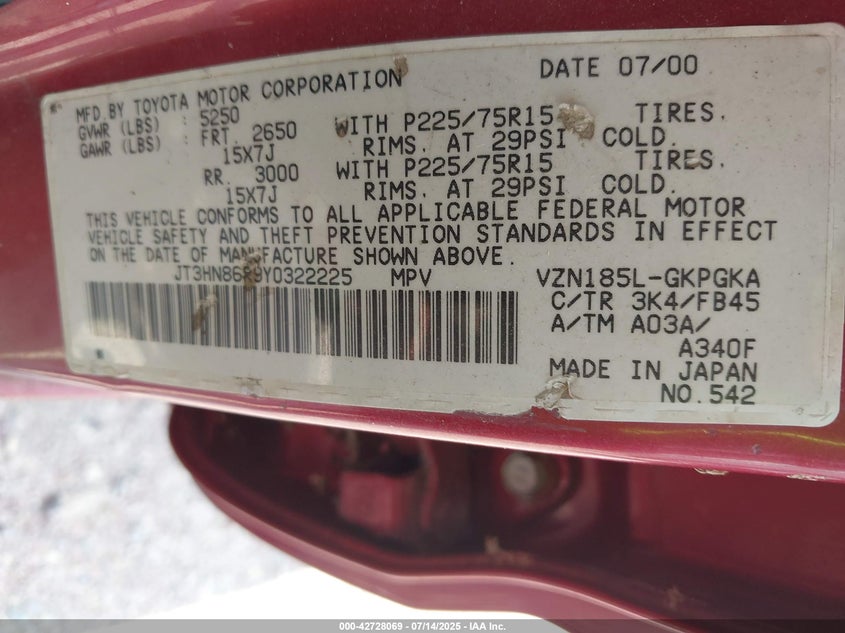 MFD.BY TOYOTA MOTOR CORPORATION DATE 07/00
GVWR (LBS) : 5250
GAWR (LBS) : FRT. 2650 WITH P225/75R15 TIRES.
15X7J RIMS. AT 29PSI COLD.
RR. 3000 WITH P225/75R15 TIRES.
15X7J RIMS. AT 29PSI COLD.
THIS VEHICLE CONFORMS TO ALL APPLICABLE FEDERAL MOTOR
VEHICLE SAFETY AND THEFT PREVENTION STANDARDS IN EFFECT
ON THE DATE OF MANUFACTURE SHOWN ABOVE.
MPV VZN185L-GKPGKA
C/TR 3K4/FB45
A/TM A03A/
A340F
MADE IN JAPAN
NO.542
000-42728069 - 07/14/2025 - IAA Inc.